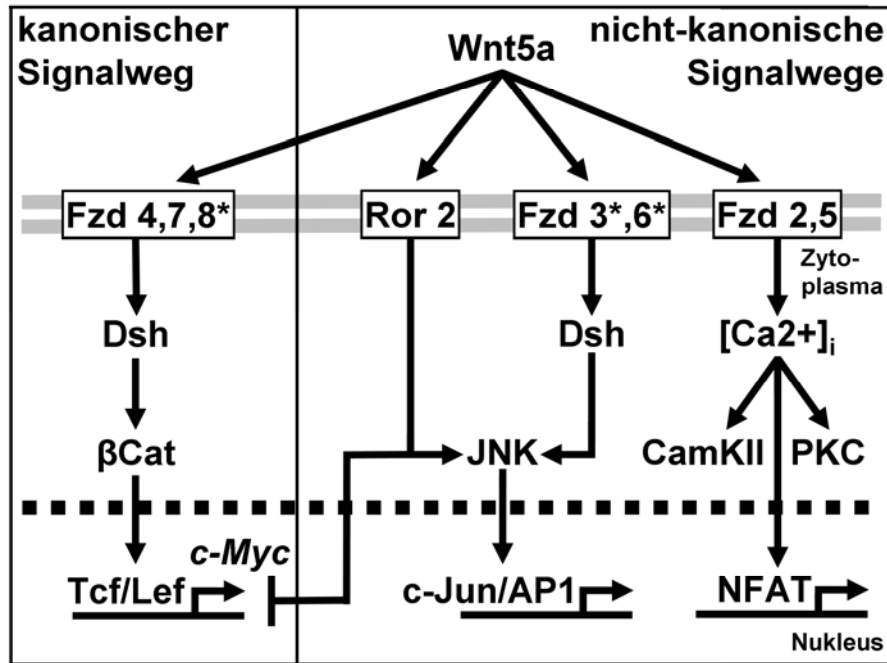 kanonischer
Signalweg
nicht-kanonische
Signalwege
Wnt5a
Fzd 4,7,8*
Ror 2
Fzd 3*,6*
Fzd 2,5
Zyto-
plasma
Dsh
Dsh
[Ca2+]i
βCat
JNK
CamKII
PKC
c-Myc
Tcf/Lef
c-Jun/AP1
NFAT
Nukleus